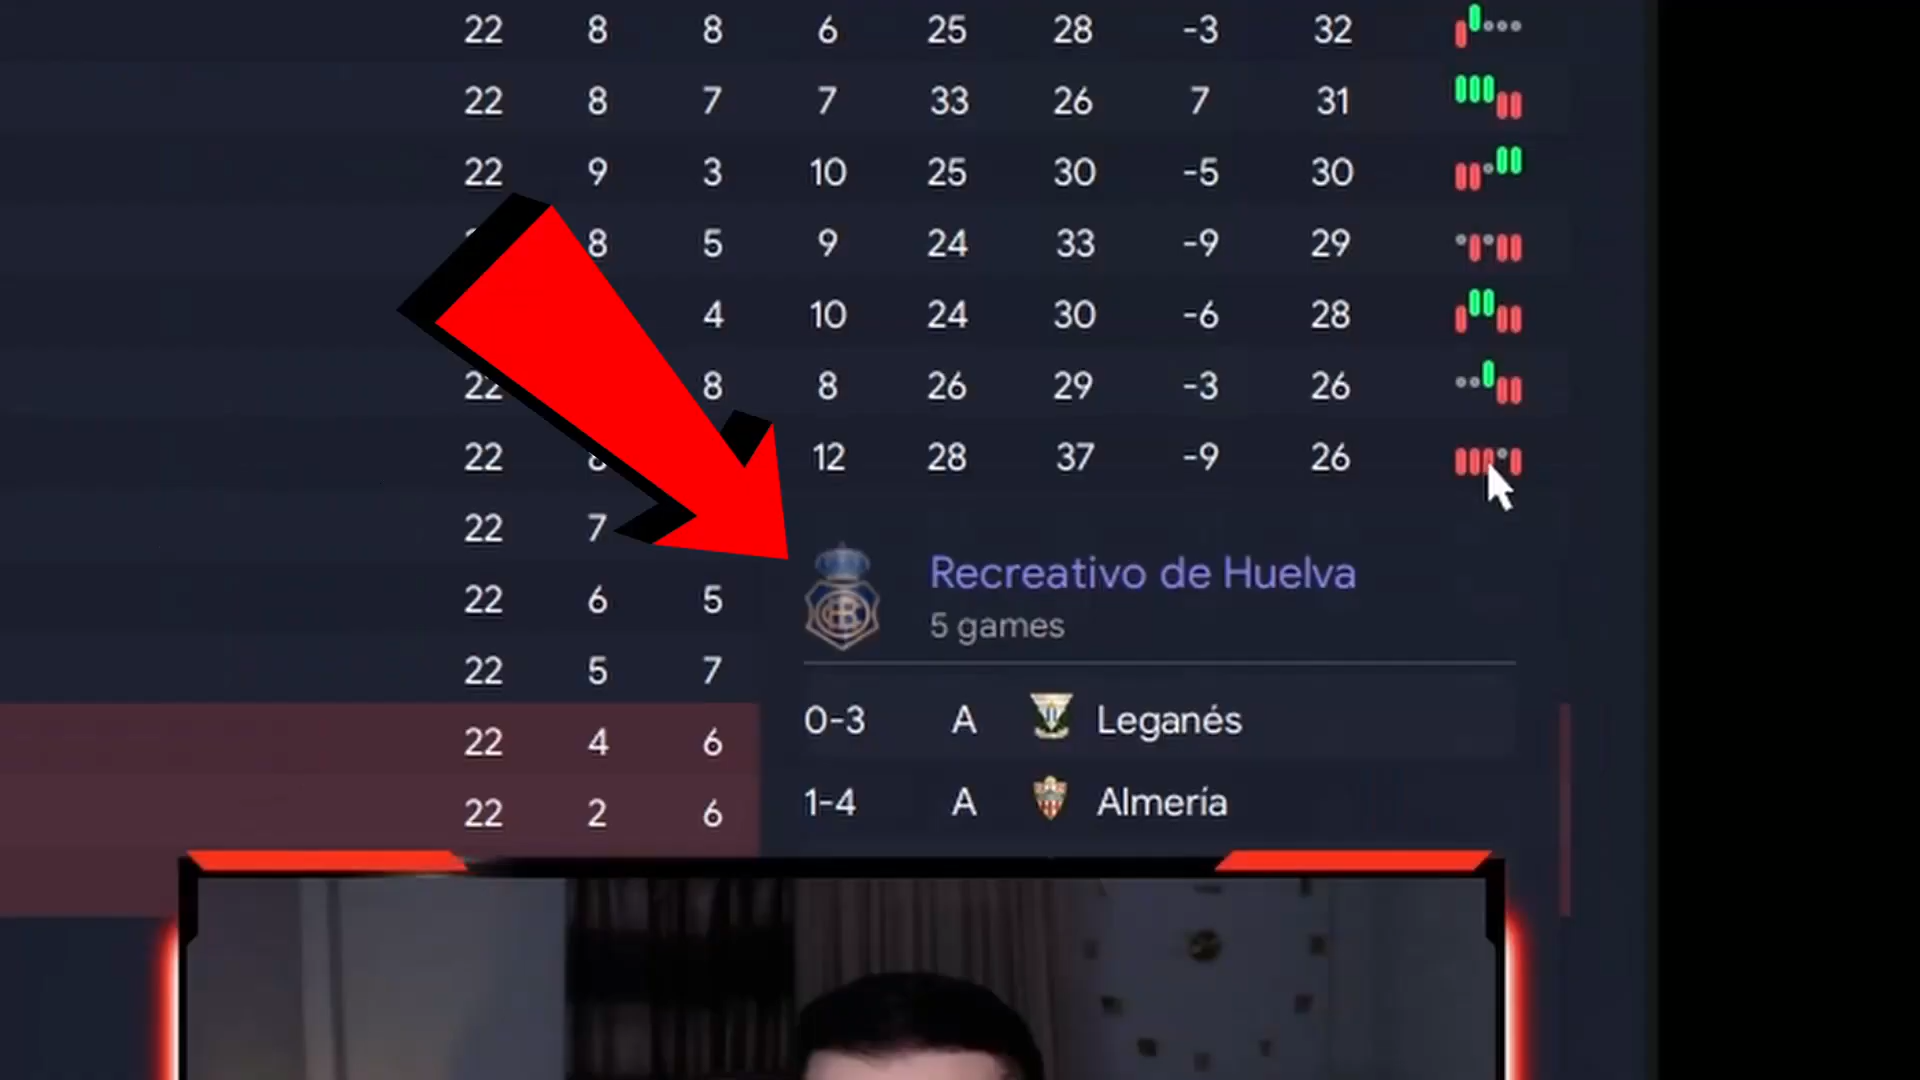 22 8 8 6 25 28 -3 32
22 8 7 7 33 26 7 31
22 9 3 10 25 30 -5 30
8 5 9 24 33 -9 29
4 10 24 30 -6 28
22 8 8 26 29 -3 26
22 12 28 37 -9 26
22 7
Recreativo de Huelva
22 6 5
5 games
22 5 7
22 4 6
0-3 A Leganés
22 2 6
1-4 A Almería